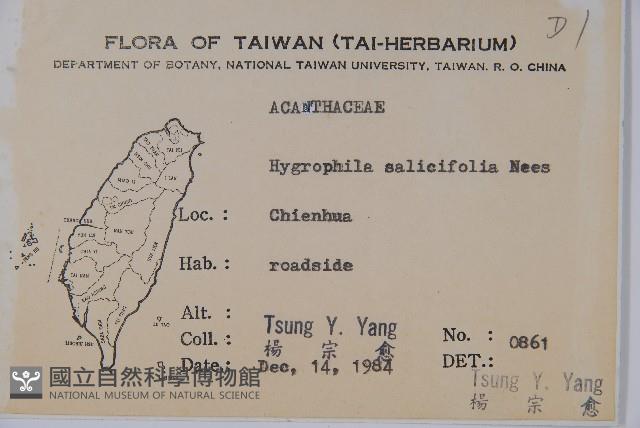 D1
FLORA OF TAIWAN (TAI-HERBARIUM)
DEPARTMENT OF BOTANY, NATIONAL TAIWAN UNIVERSITY, TAIWAN. R. O. CHINA
ACANTHACEAE
Hygrophila salicifolia Nees
Loc. : Chienhua
Hab. : roadside
Alt. :
Coll. : Tsung Y. Yang
楊 宗 愈
No. : 0861
Date : Dec, 14, 1984
DET. : Tsung Y. Yang
楊 宗 愈
國立自然科學博物館
NATIONAL MUSEUM OF NATURAL SCIENCE